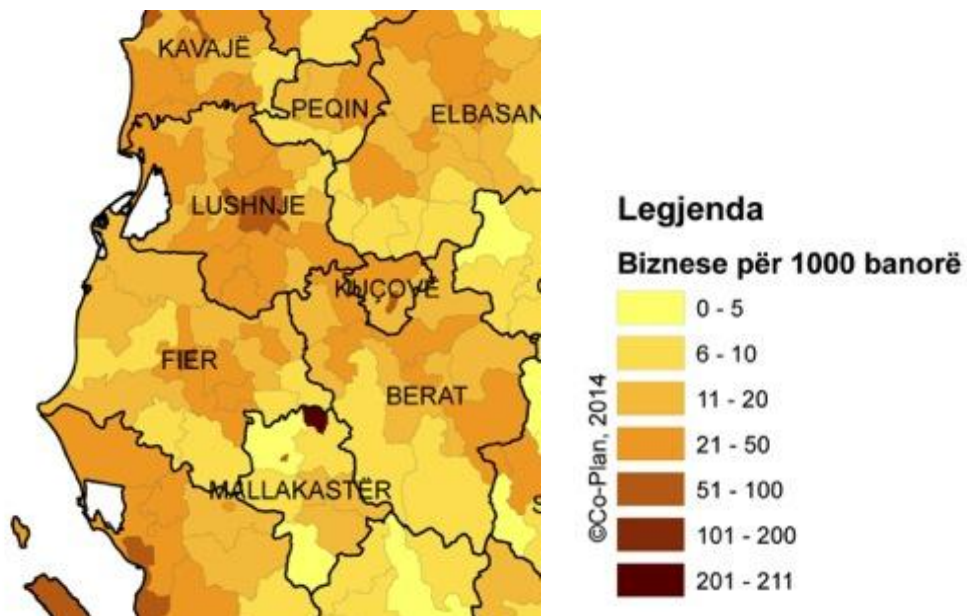 KAVAJË
PEQIN
ELBASAN
LUSHNJE
KUÇOVË
FIER
BERAT
MALLAKASTËR
Legjenda
Biznese për 1000 banorë
0 - 5
6 - 10
11 - 20
21 - 50
51 - 100
101 - 200
201 - 211
©Co-Plan, 2014